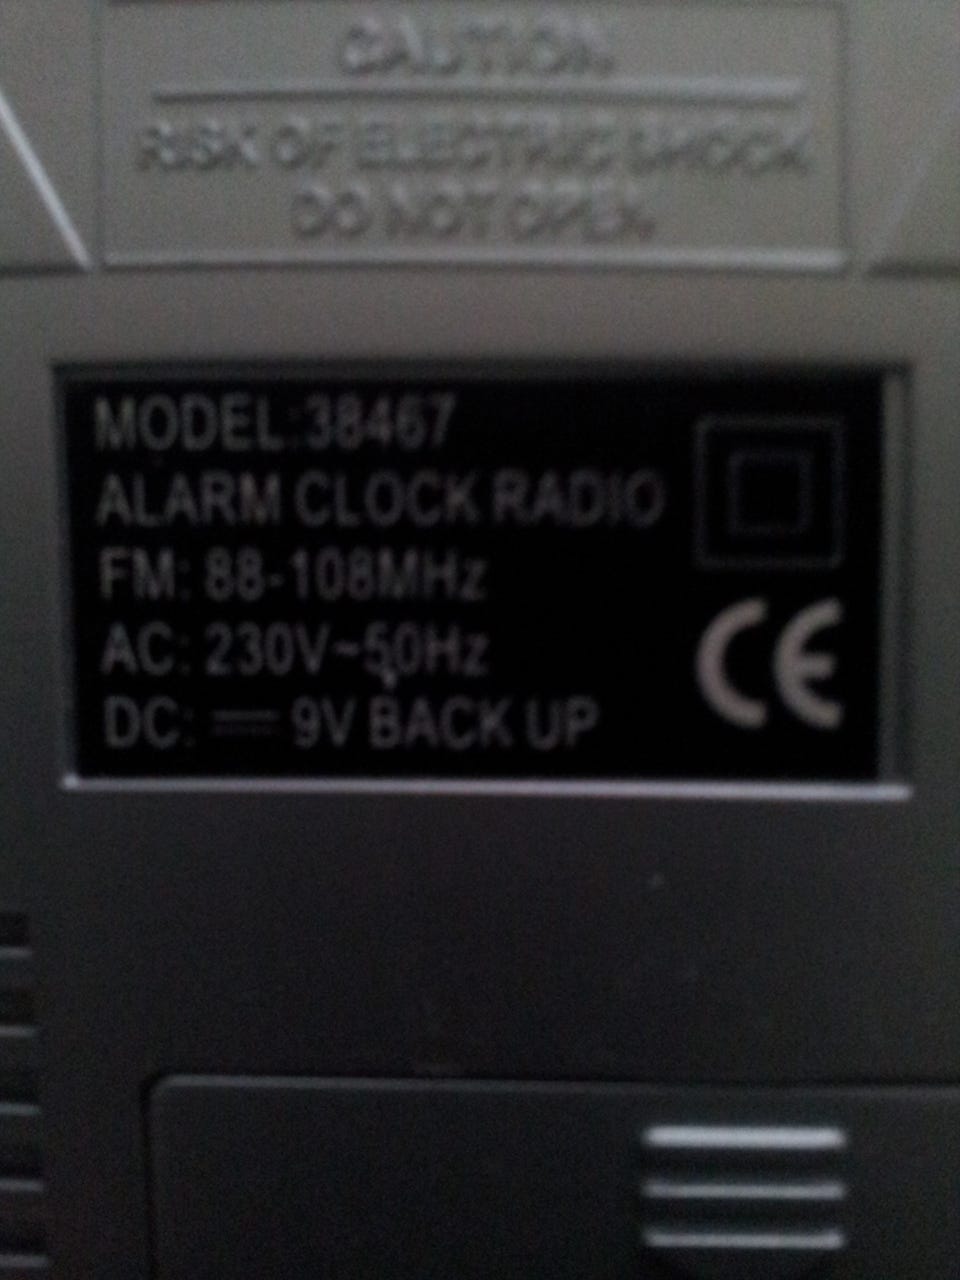 CAUTION
RISK OF ELECTRIC SHOCK
DO NOT OPEN
MODEL:38467
ALARM CLOCK RADIO
FM: 88-108MHz
AC: 230V~50Hz
DC: ⎓ 9V BACK UP
CE